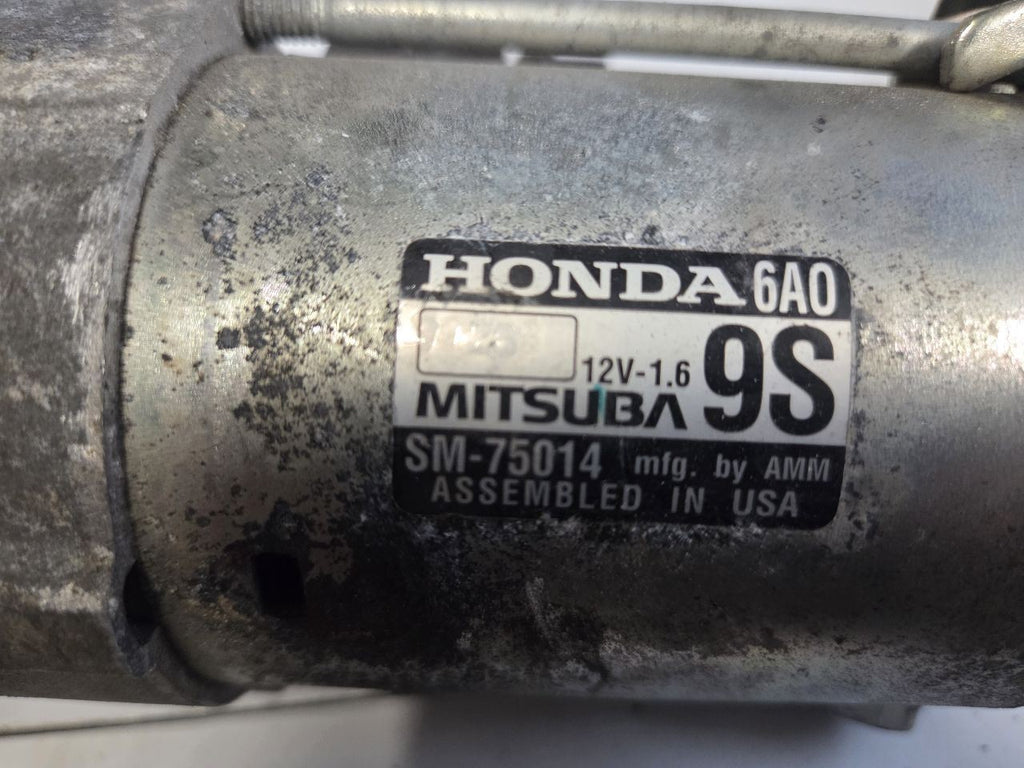 HONDA 6A0
12V-1.6 9S
MITSUBA
SM-75014 mfg. by AMM
ASSEMBLED IN USA